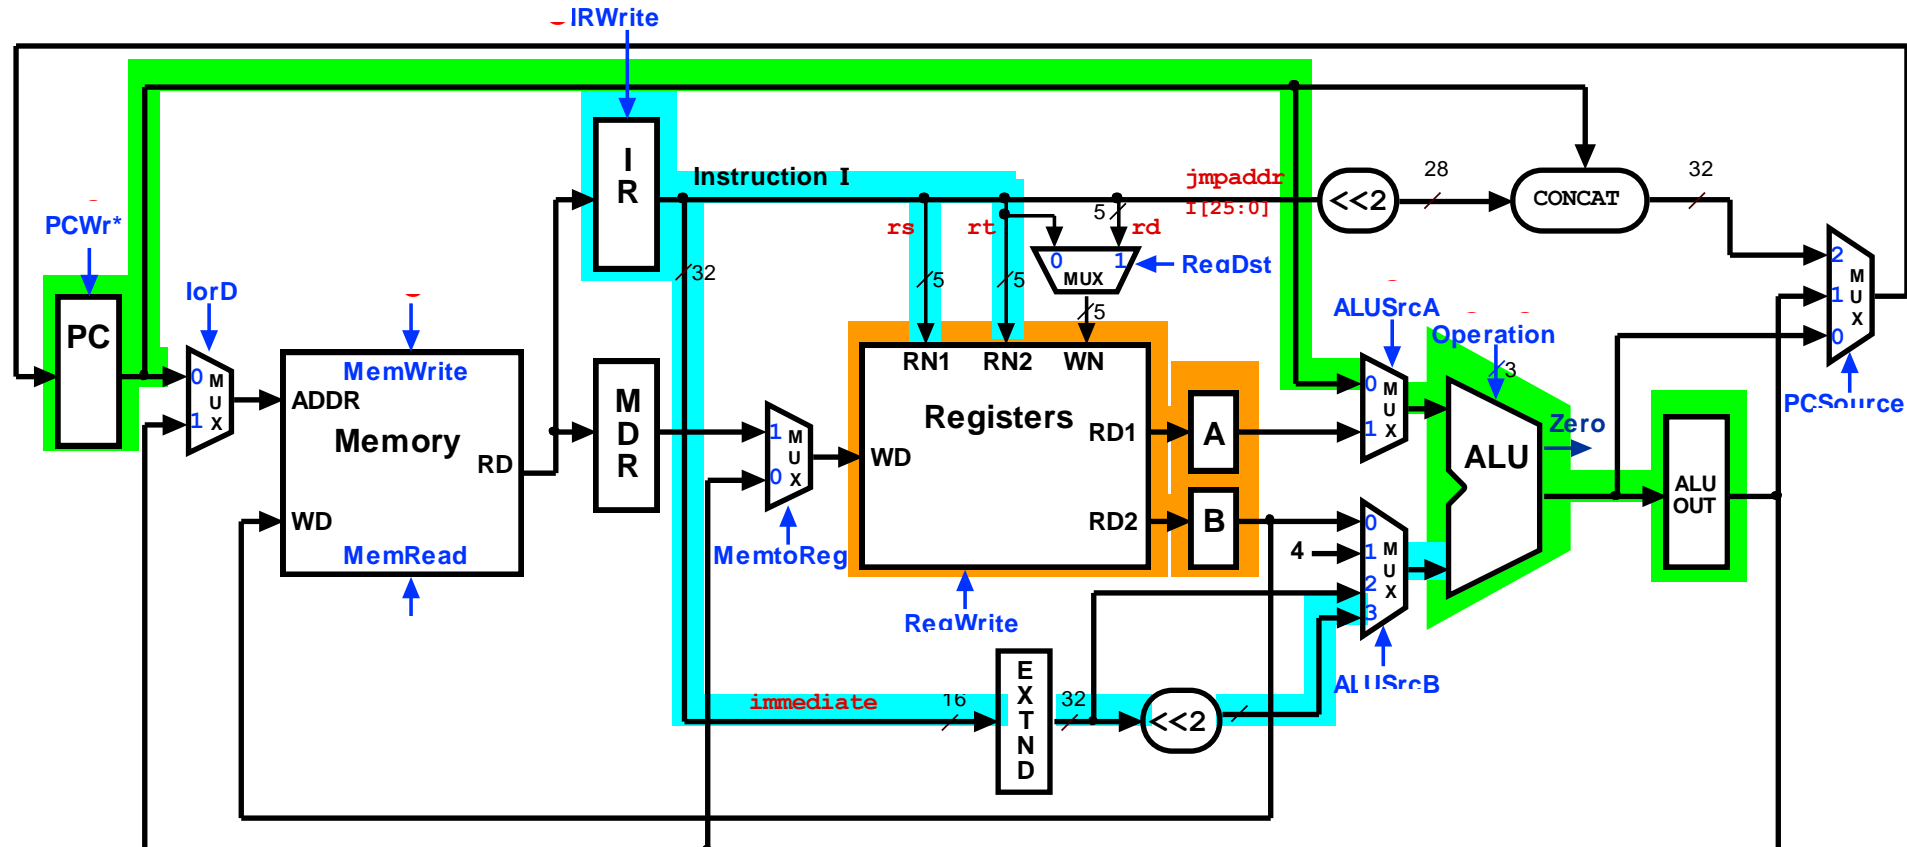 IRWrite
I
R
Instruction I
32
rs
rt
5
rd
jmpaddr
I[25:0]
<<2
28
CONCAT
32
PCWr*
PC
IorD
0
1
M
U
X
MemWrite
ADDR
Memory
RD
WD
MemRead
M
D
R
1
0
M
U
X
MemtoReg
5
5
0
1
MUX
RegDst
5
RN1
RN2
WN
Registers
RD1
WD
RD2
RegWrite
A
B
ALUSrcA
0
1
M
U
X
Operation
3
Zero
ALU
ALU
OUT
2
1
0
M
U
X
PCSource
4
0
1
2
3
M
U
X
ALUSrcB
immediate
16
E
X
T
N
D
32
<<2